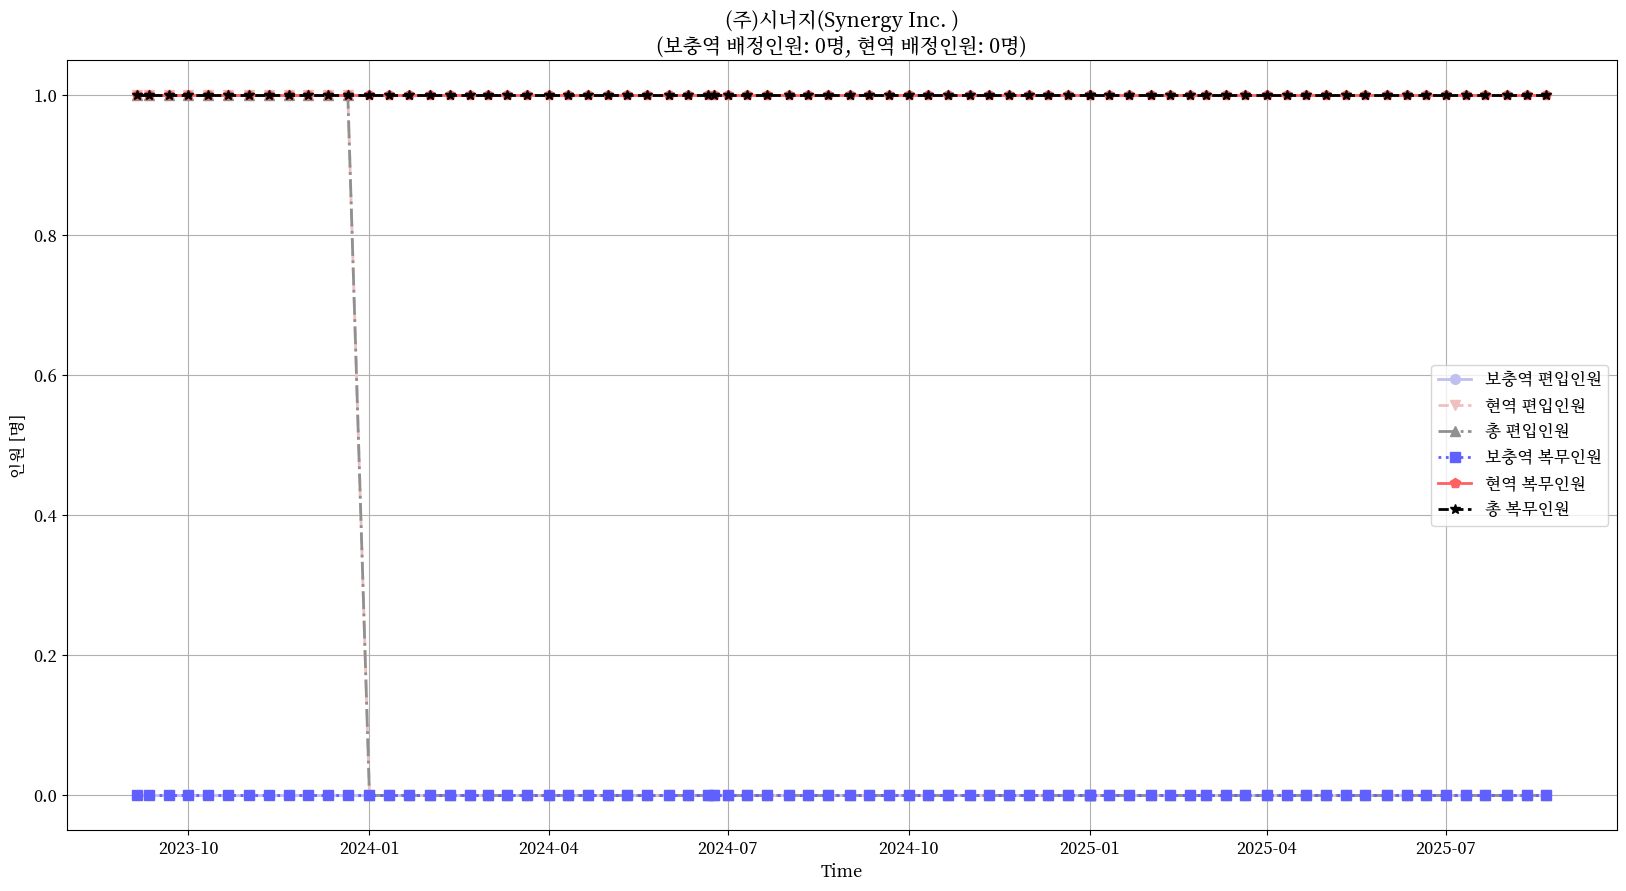 (주)시너지(Synergy Inc. )
(보충역 배정인원: 0명, 현역 배정인원: 0명)
1.0
0.8
0.6
0.4
0.2
0.0
인원 [명]
보충역 편입인원
현역 편입인원
총 편입인원
보충역 복무인원
현역 복무인원
총 복무인원
2023-10
2024-01
2024-04
2024-07
2024-10
2025-01
2025-04
2025-07
Time